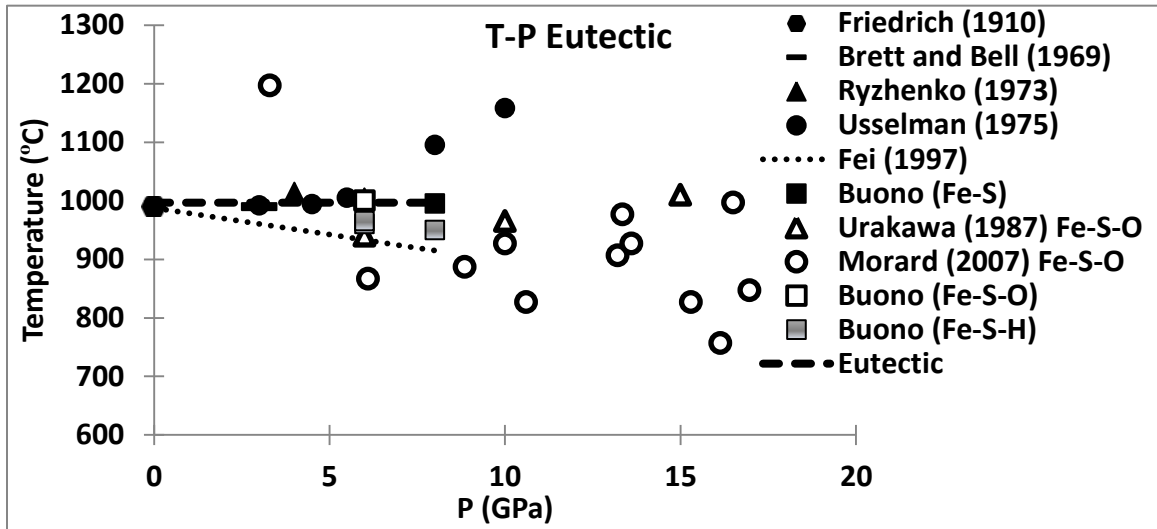 T-P Eutectic
Temperature (ºC)
1300
1200
1100
1000
900
800
700
600
0
5
10
15
20
P (GPa)
Friedrich (1910)
Brett and Bell (1969)
Ryzhenko (1973)
Usselman (1975)
Fei (1997)
Buono (Fe-S)
Urakawa (1987) Fe-S-O
Morard (2007) Fe-S-O
Buono (Fe-S-O)
Buono (Fe-S-H)
Eutectic